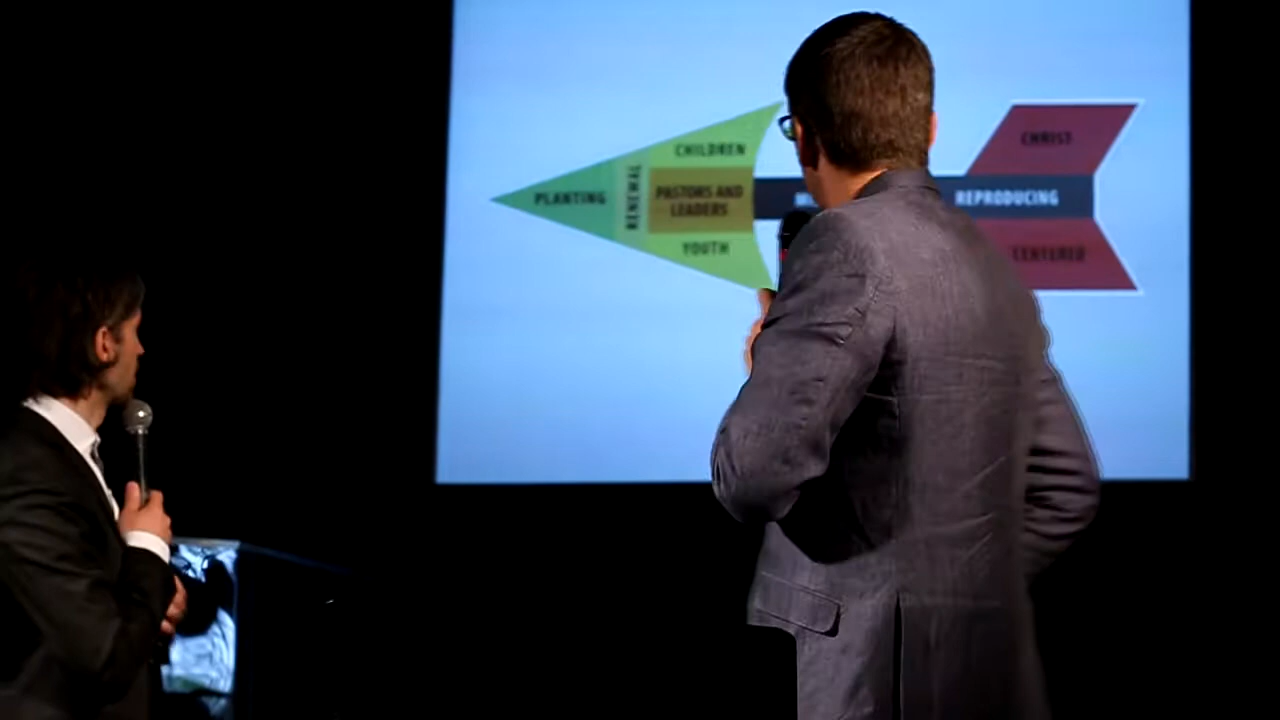 PLANTING
RENEWAL
CHILDREN
PASTORS AND
LEADERS
YOUTH
REPRODUCING
CHRIST
CENTERED